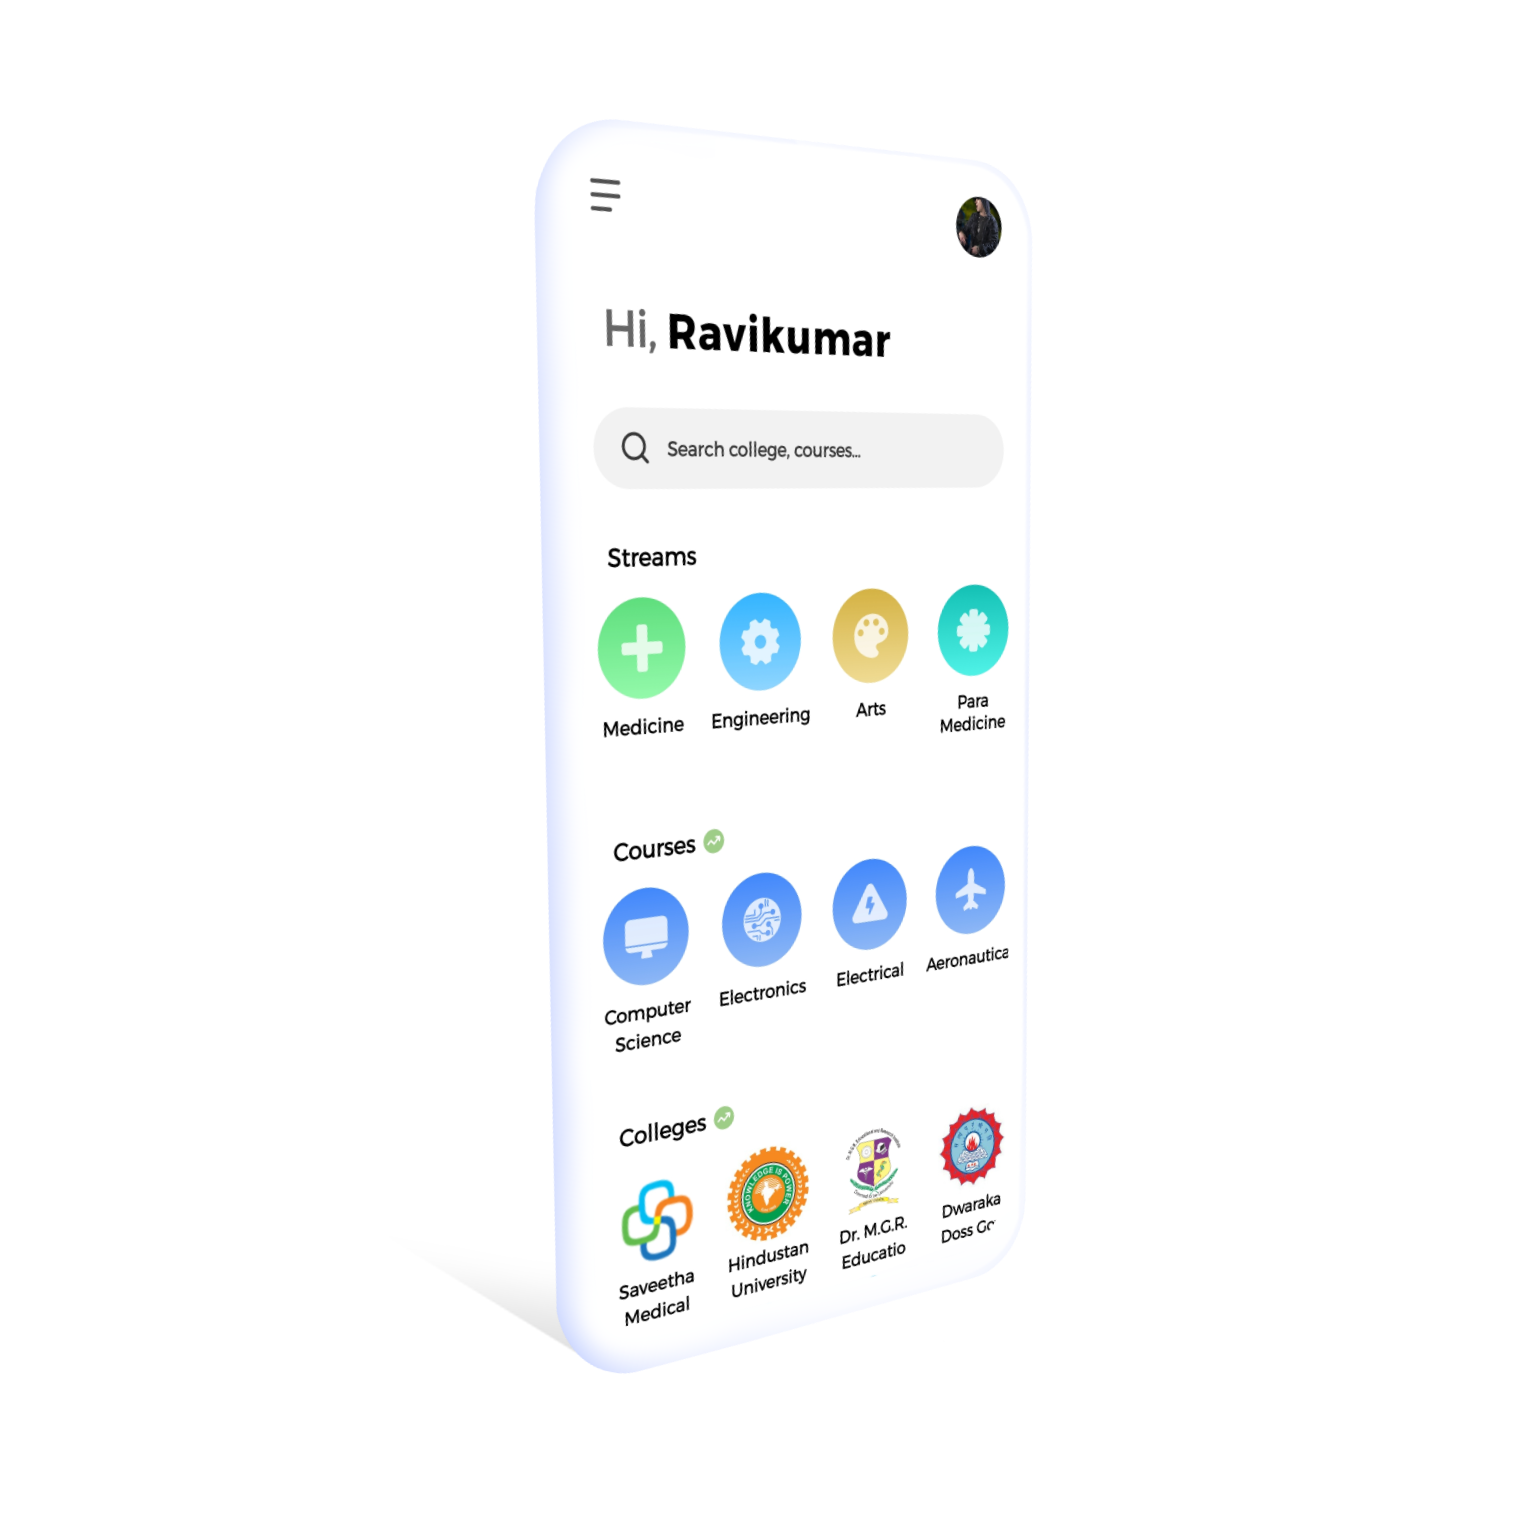 Hi, Ravikumar
Search college, courses...
Streams
Medicine
Engineering
Arts
Para
Medicine
Courses
Computer
Science
Electronics
Electrical
Aeronautica
Colleges
Saveetha
Medical
KNOWLEDGE IS POWER
Hindustan
University
Dr. M.G.R.
Educatio
Dwaraka
Doss Go